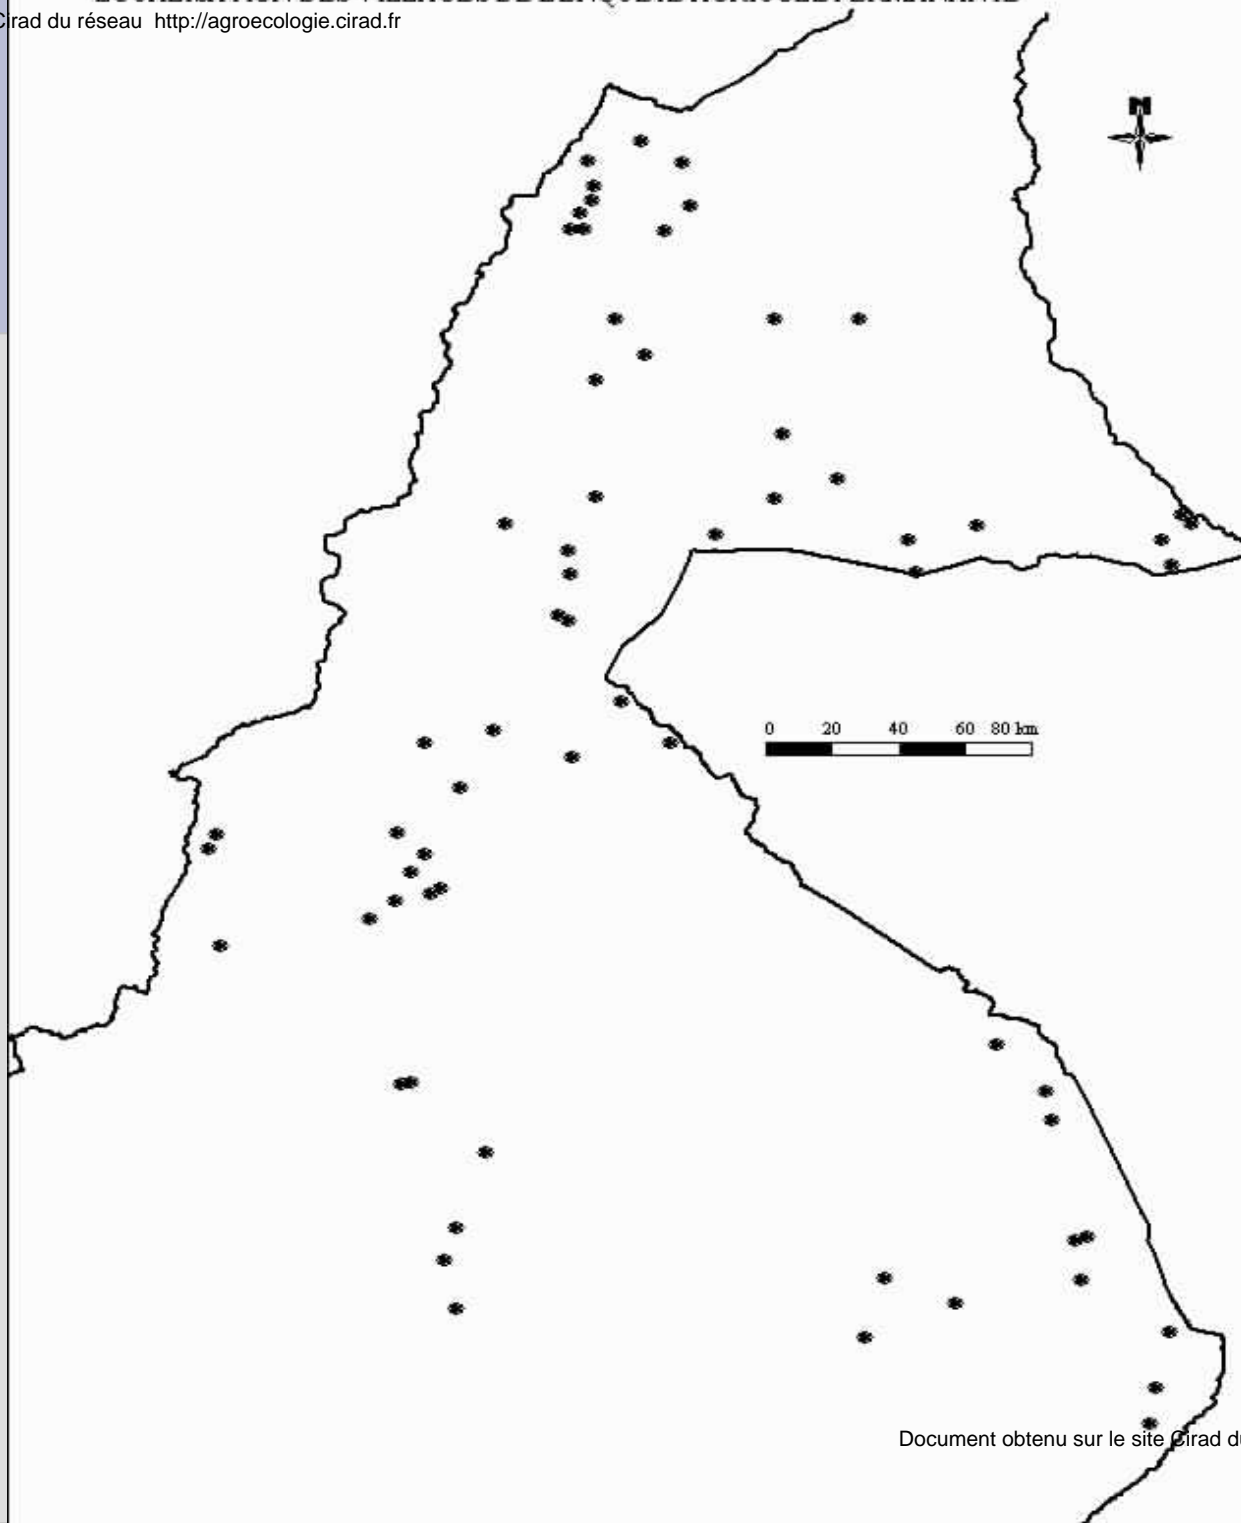 Cirad du réseau http://agroecologie.cirad.fr
N
0 20 40 60 80 km
Document obtenu sur le site Cirad du